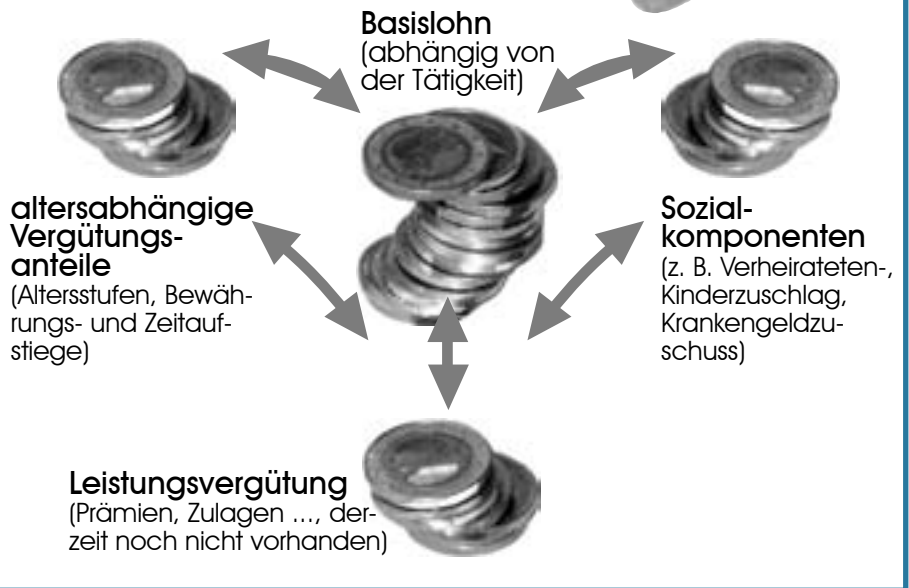 Basislohn
(abhängig von
der Tätigkeit)
altersabhängige
Vergütungs-
anteile
(Altersstufen, Bewäh-
rungs- und Zeitauf-
stiege)
Sozial-
komponenten
(z. B. Verheirateten-,
Kinderzuschlag,
Krankengeldzu-
schuss)
Leistungsvergütung
(Prämien, Zulagen ..., der-
zeit noch nicht vorhanden)